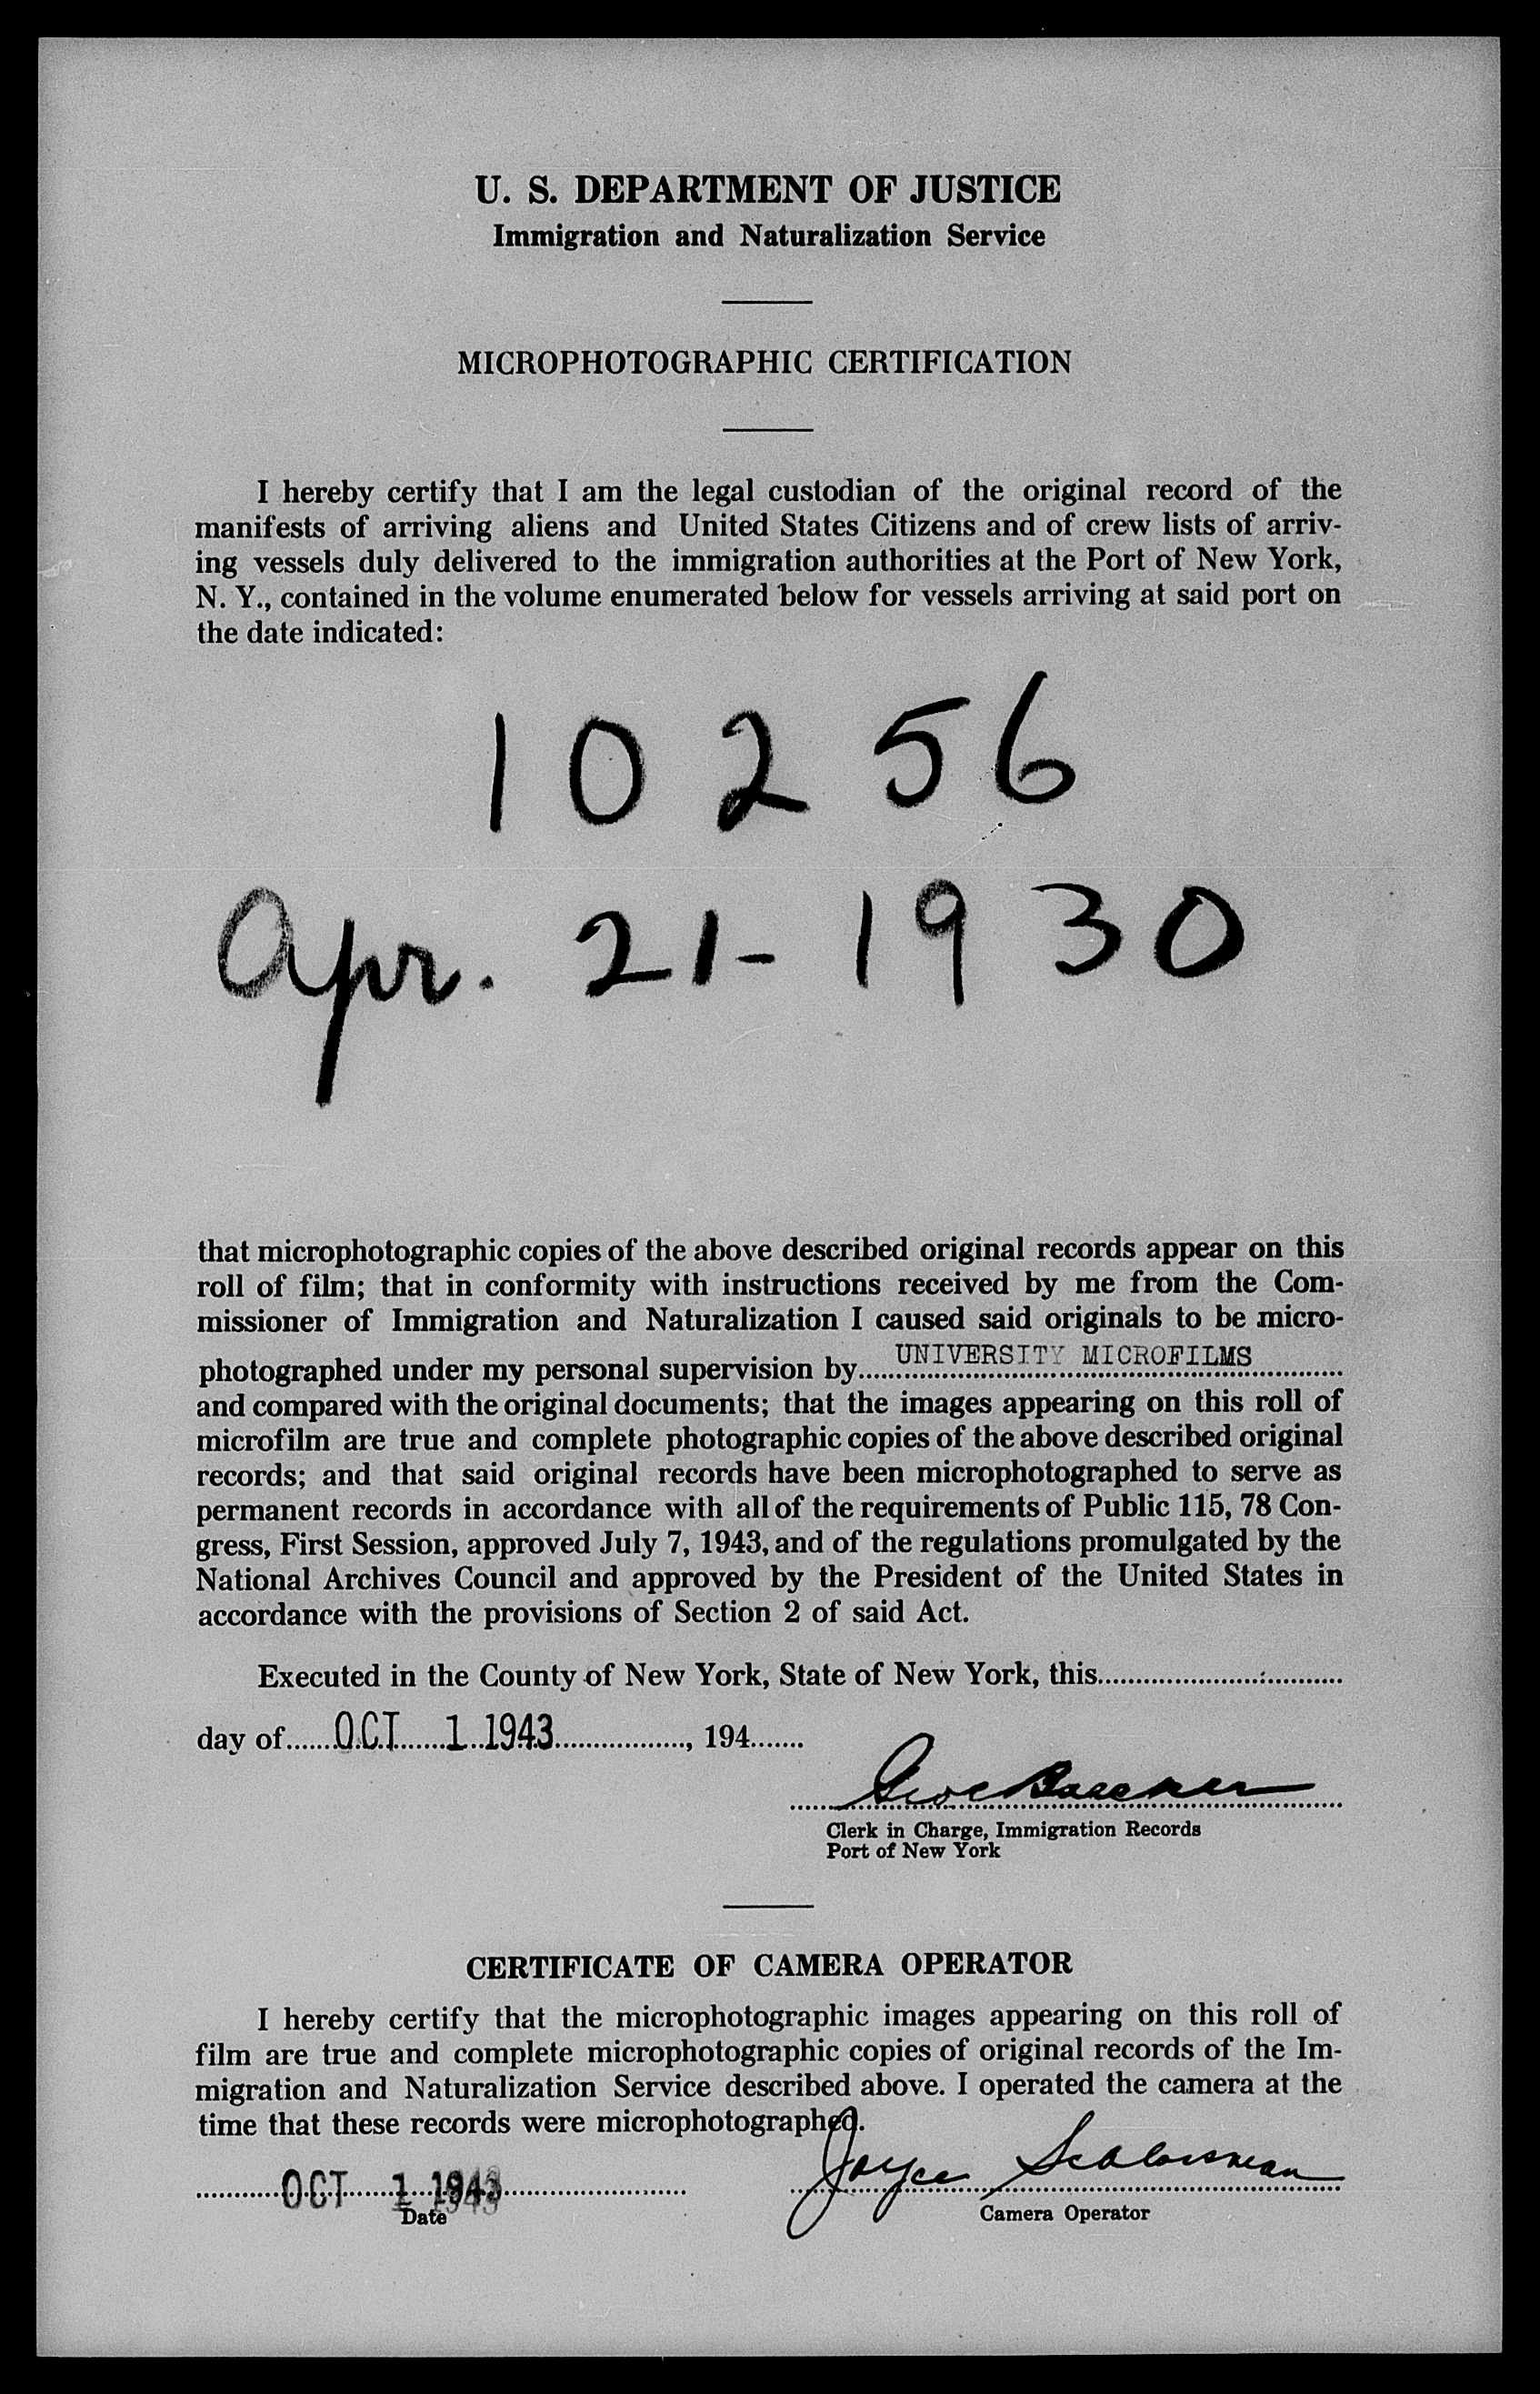 U. S. DEPARTMENT OF JUSTICE
Immigration and Naturalization Service
MICROPHOTOGRAPHIC CERTIFICATION
I hereby certify that I am the legal custodian of the original record of the
manifests of arriving aliens and United States Citizens and of crew lists of arriv-
ing vessels duly delivered to the immigration authorities at the Port of New York,
N. Y., contained in the volume enumerated below for vessels arriving at said port on
the date indicated:
10256
Apr. 21-1930
that microphotographic copies of the above described original records appear on this
roll of film; that in conformity with instructions received by me from the Com-
missioner of Immigration and Naturalization I caused said originals to be micro-
photographed under my personal supervision by UNIVERSITY MICROFILMS
and compared with the original documents; that the images appearing on this roll of
microfilm are true and complete photographic copies of the above described original
records; and that said original records have been microphotographed to serve as
permanent records in accordance with all of the requirements of Public 115, 78 Con-
gress, First Session, approved July 7, 1943, and of the regulations promulgated by the
National Archives Council and approved by the President of the United States in
accordance with the provisions of Section 2 of said Act.
Executed in the County of New York, State of New York, this
day of OCT 1 1943, 194
Clerk in Charge, Immigration Records
Port of New York
CERTIFICATE OF CAMERA OPERATOR
I hereby certify that the microphotographic images appearing on this roll of
film are true and complete microphotographic copies of original records of the Im-
migration and Naturalization Service described above. I operated the camera at the
time that these records were microphotographed.
OCT 1 1943 Joyce
Date
Camera Operator